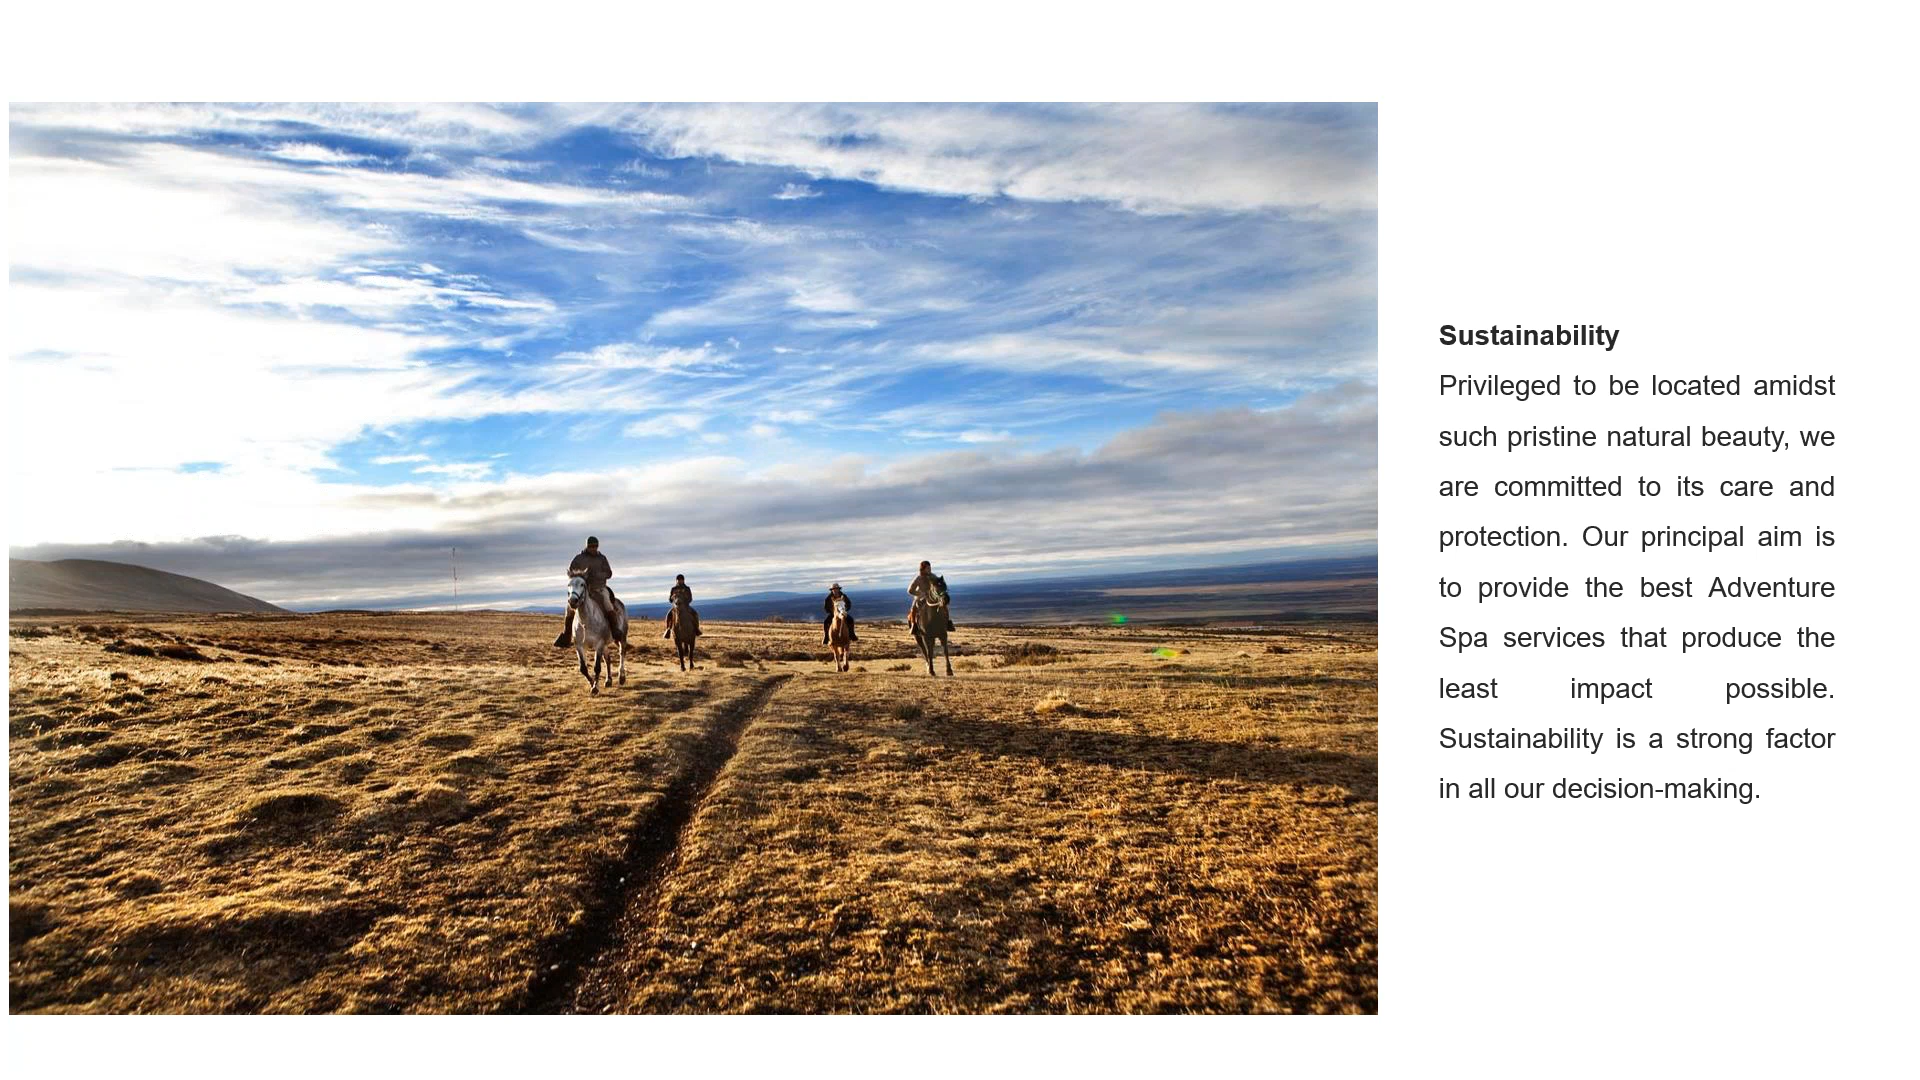 Sustainability
Privileged to be located amidst
such pristine natural beauty, we
are committed to its care and
protection. Our principal aim is
to provide the best Adventure
Spa services that produce the
least impact possible.
Sustainability is a strong factor
in all our decision-making.